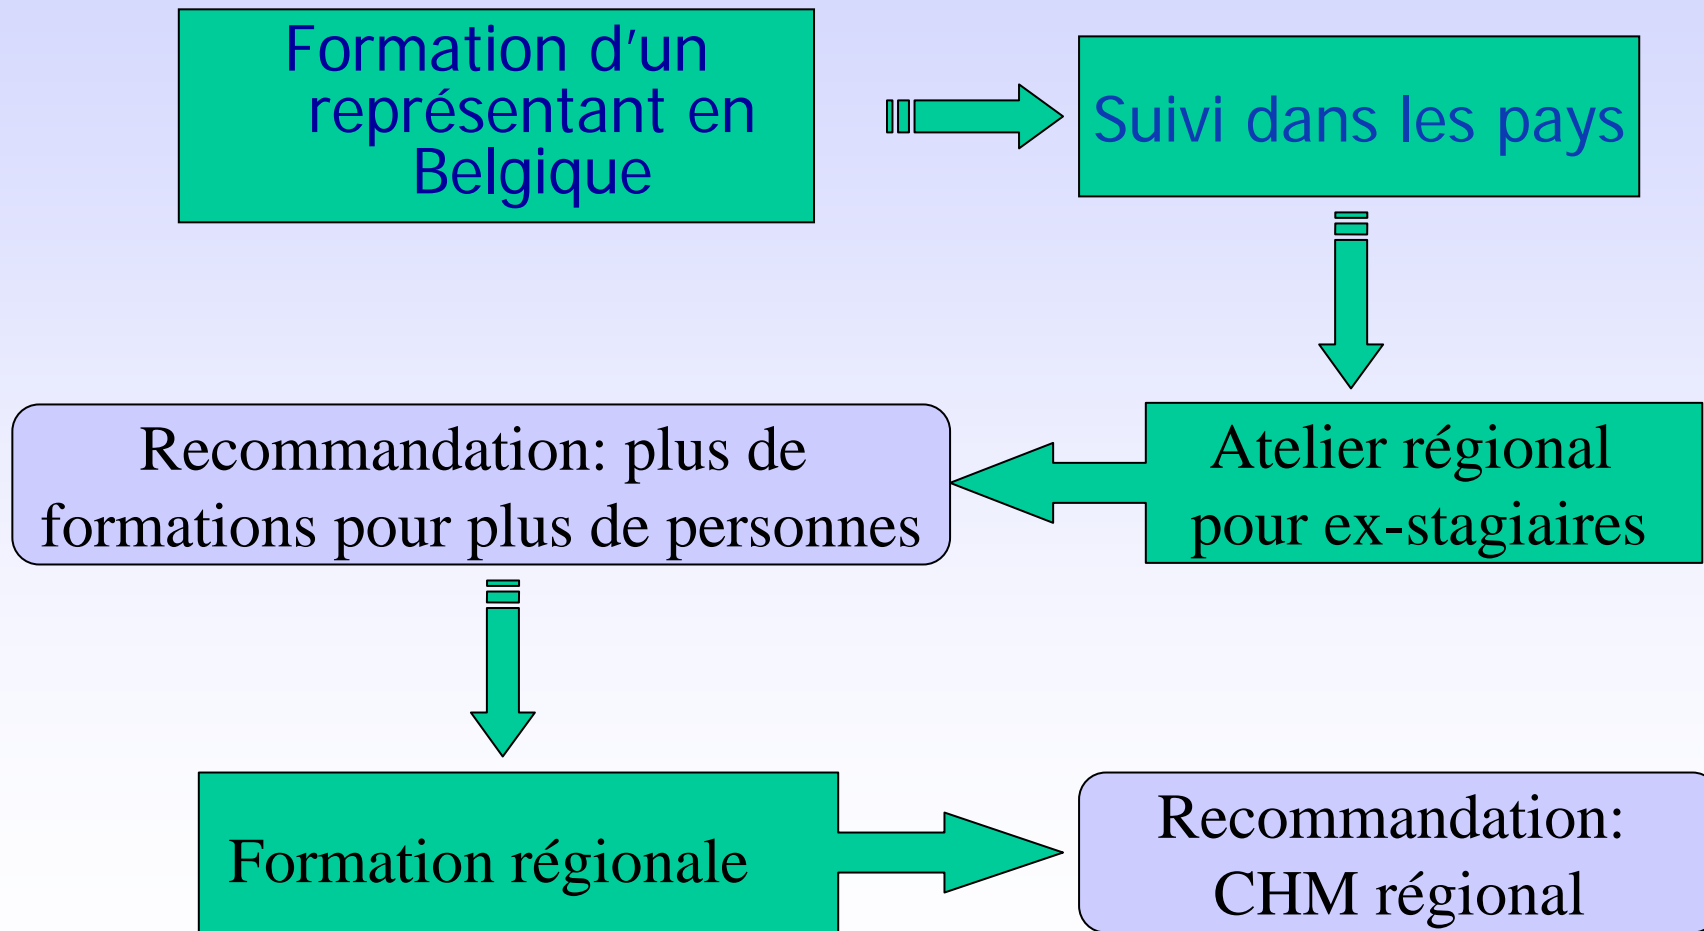 Formation d'un
représentant en
Belgique
Suivi dans les pays
Atelier régional
pour ex-stagiaires
Recommandation: plus de
formations pour plus de personnes
Formation régionale
Recommandation:
CHM régional